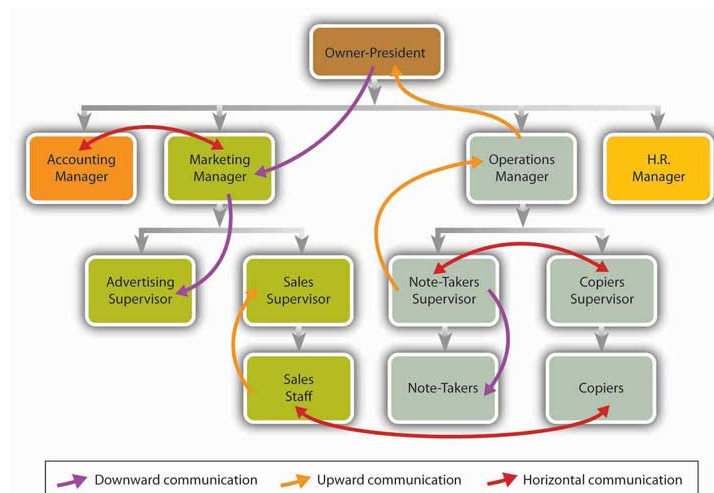 Owner-President
Accounting
Manager
Marketing
Manager
Operations
Manager
H.R.
Manager
Advertising
Supervisor
Sales
Supervisor
Note-Takers
Supervisor
Copiers
Supervisor
Sales
Staff
Note-Takers
Copiers
Downward communication
Upward communication
Horizontal communication